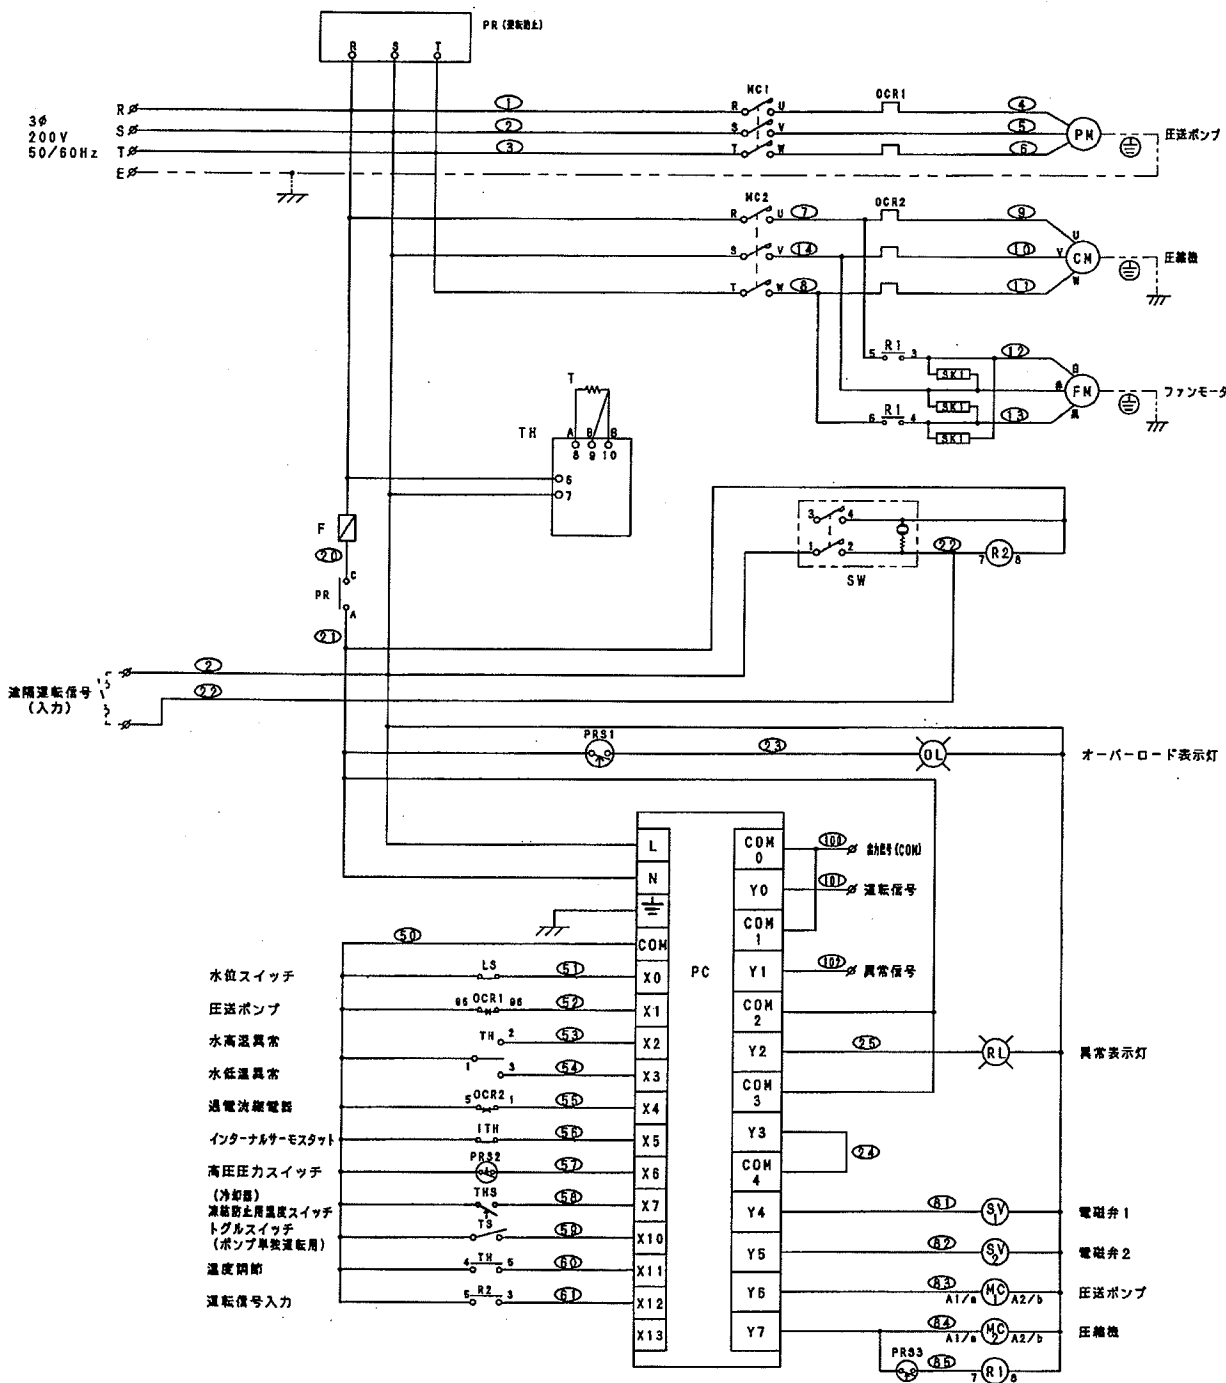 PR (逆転防止)
R S T
3φ
200V
50/60Hz
R
S
T
E
① ② ③
MC1
R U
S V
T W
OCR1
④ ⑤ ⑥
PM
圧送ポンプ
MC2
R U ⑦
S V ⑭
T W ⑧
OCR2
⑨ ⑩ ⑪
U V W
CM
圧縮機
5 R1 3
⑫
SK1
SK1
6 R1 4
⑬
SK1
FM
ファンモータ
T
TH
A B B
8 9 10
6
7
F
⑳
PR
C
A
㉑
3 4
1 2
SW
㉒
7 R2 8
遠隔運転信号
(入力)
②
㉒
PRS1
㉓
OL
オーバーロード表示灯
PC
L
N
COM
X0
X1
X2
X3
X4
X5
X6
X7
X10
X11
X12
X13
COM 0
Y0
COM 1
Y1
COM 2
Y2
COM 3
Y3
COM 4
Y4
Y5
Y6
Y7
㊿
水位スイッチ LS 51
圧送ポンプ 95 OCR1 96 52
水高温異常 TH 2 53
水低温異常 1 3 54
過電流継電器 5 OCR2 1 55
インターナルサーモスタット ITH 56
高圧圧力スイッチ PRS2 57
(冷却器)
凍結防止用温度スイッチ THS 58
トグルスイッチ TS 59
(ポンプ単独運転用)
温度調節 4 TH 5 60
運転信号入力 5 R2 3 61
100 出力信号(COM)
101 運転信号
102 異常信号
25 RL 異常表示灯
24
81 SV1 電磁弁1
82 SV2 電磁弁2
83 A1/a MC1 A2/b 圧送ポンプ
84 A1/a MC2 A2/b 圧縮機
PRS3 85 7 R1 8